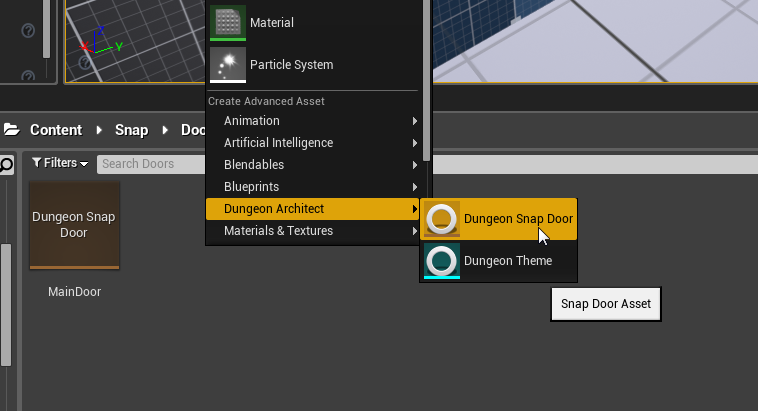 Material
Particle System
Create Advanced Asset
Animation
Artificial Intelligence
Blendables
Blueprints
Dungeon Architect
Materials & Textures
Dungeon Snap Door
Dungeon Theme
Snap Door Asset
Z
X
Y
Content
Snap
Filters
Search Doors
Dungeon Snap
Door
MainDoor